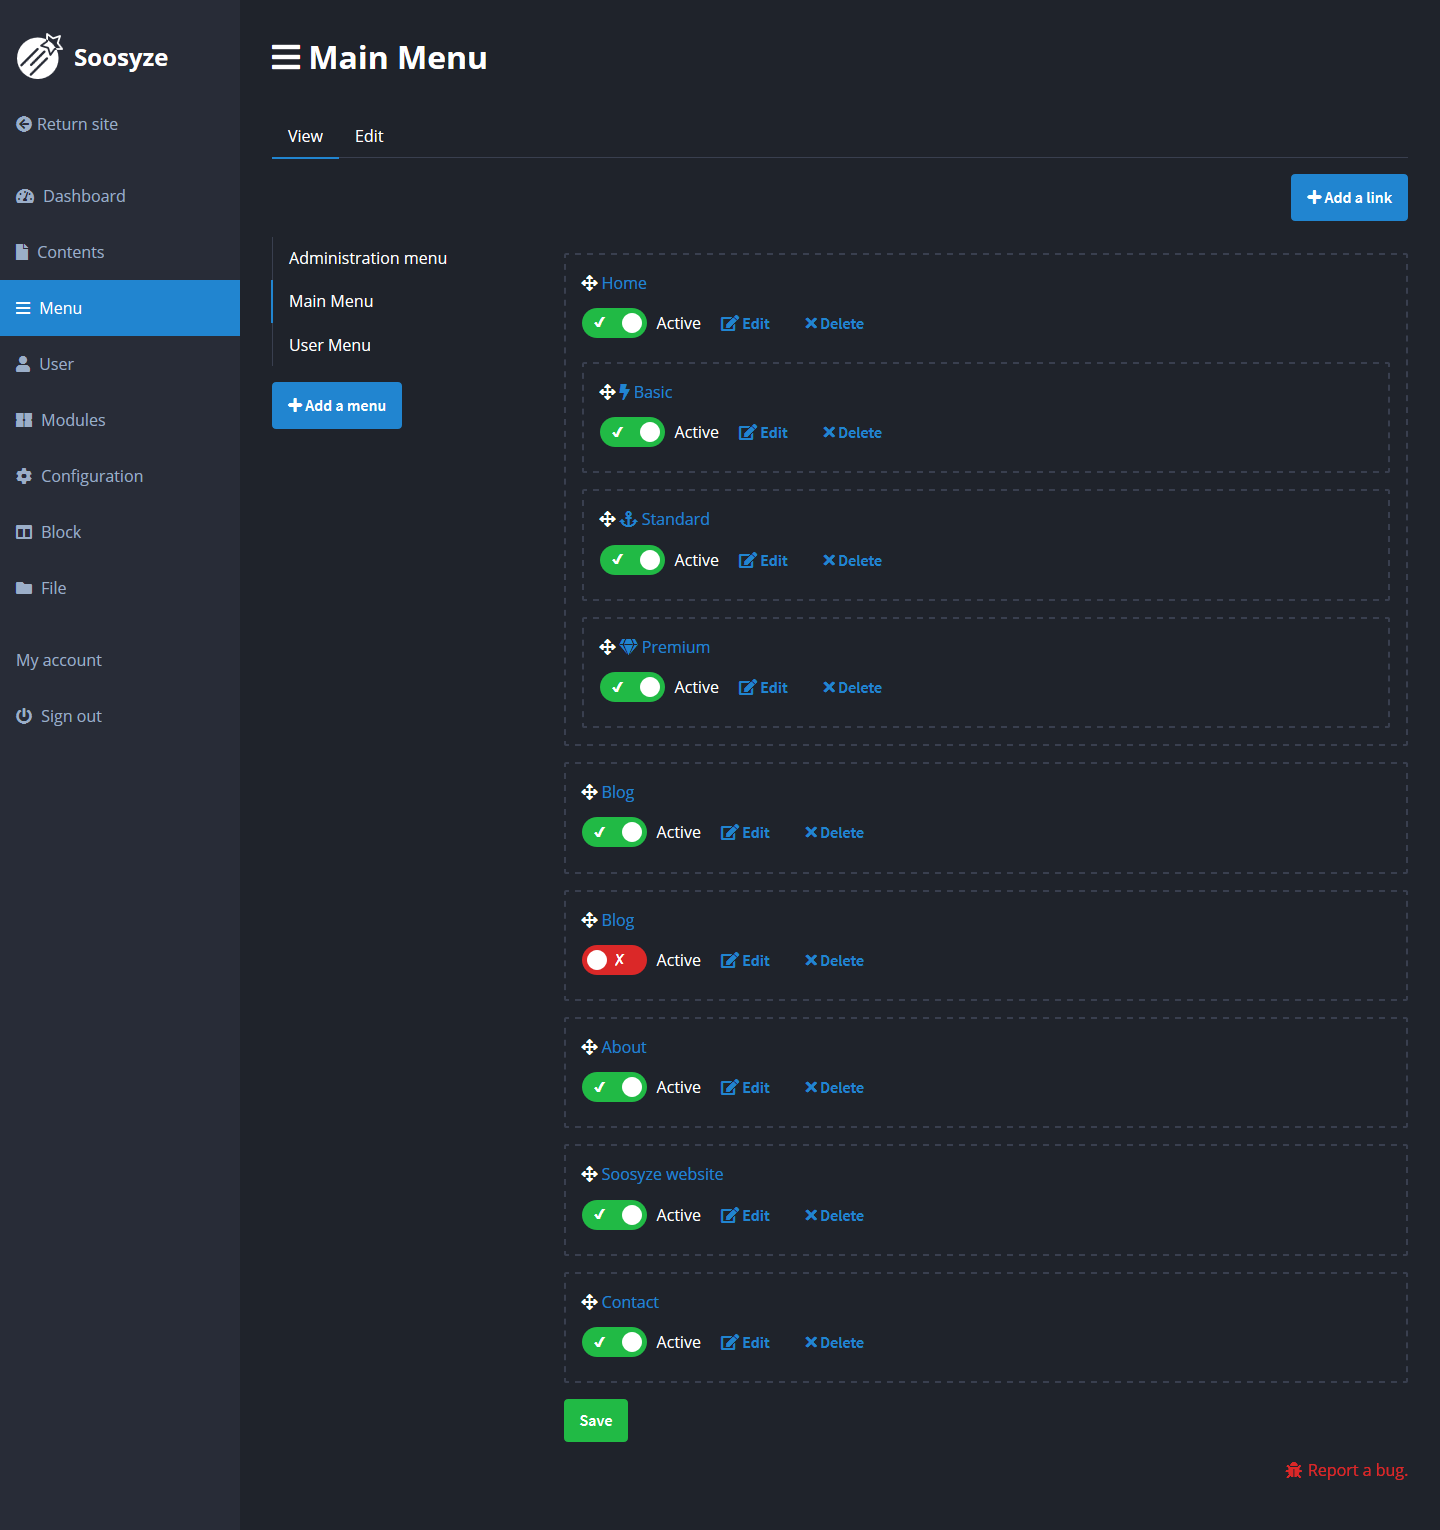 Soosyze
Return site
Dashboard
Contents
Menu
User
Modules
Configuration
Block
File
My account
Sign out
Main Menu
View
Edit
Add a link
Administration menu
Main Menu
User Menu
Add a menu
Home
Active Edit Delete
Basic
Active Edit Delete
Standard
Active Edit Delete
Premium
Active Edit Delete
Blog
Active Edit Delete
Blog
Active Edit Delete
About
Active Edit Delete
Soosyze website
Active Edit Delete
Contact
Active Edit Delete
Save
Report a bug.